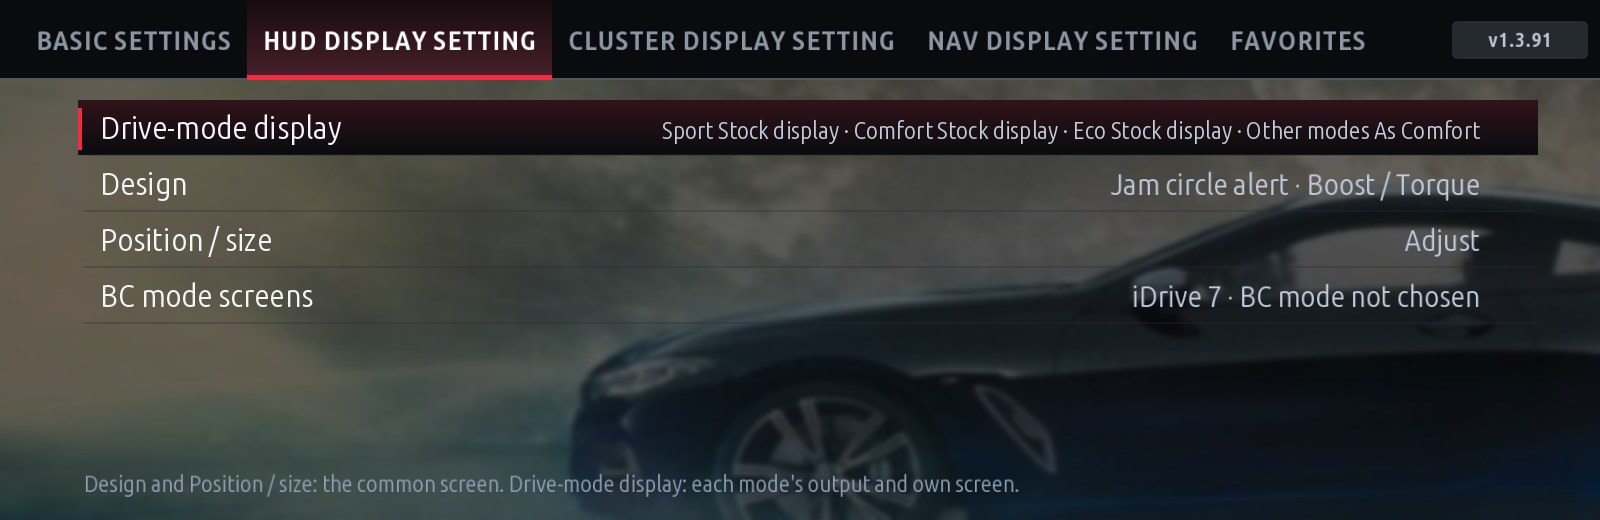 BASIC SETTINGS HUD DISPLAY SETTING CLUSTER DISPLAY SETTING NAV DISPLAY SETTING FAVORITES v1.3.91
Drive-mode display Sport Stock display · Comfort Stock display · Eco Stock display · Other modes As Comfort
Design Jam circle alert · Boost / Torque
Position / size Adjust
BC mode screens iDrive 7 · BC mode not chosen
Design and Position / size: the common screen. Drive-mode display: each mode's output and own screen.